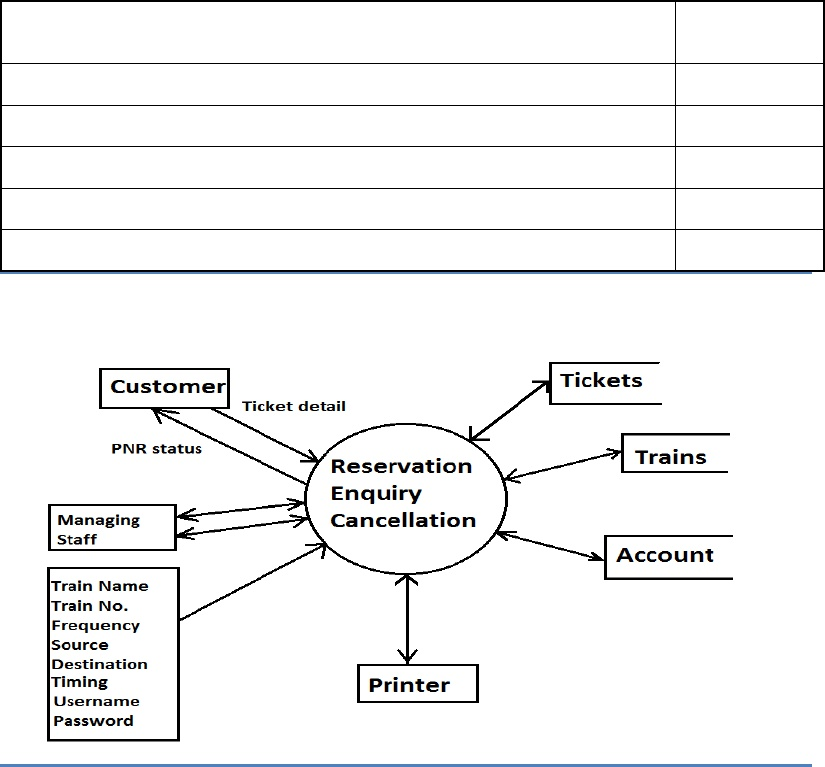 Customer
Ticket detail
PNR status
Tickets
Trains
Account
Reservation
Enquiry
Cancellation
Managing
Staff
Train Name
Train No.
Frequency
Source
Destination
Timing
Username
Password
Printer